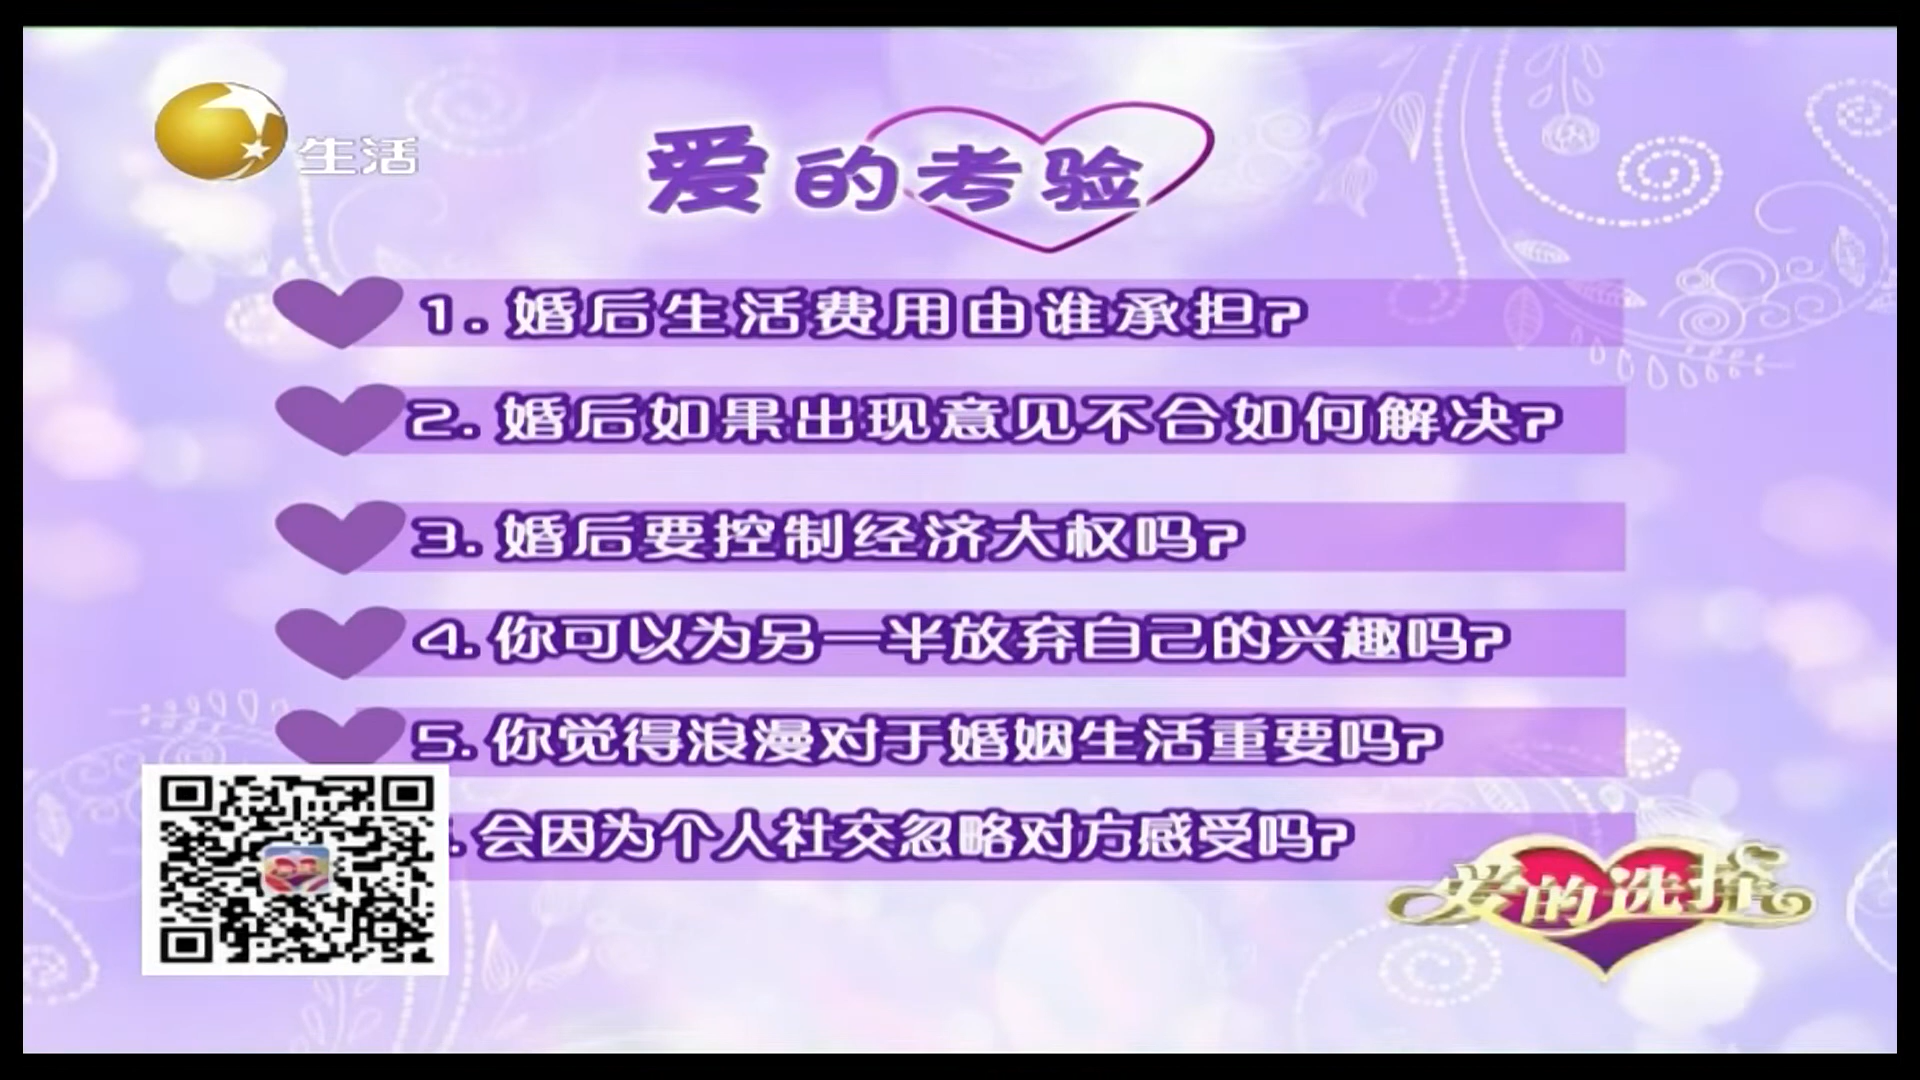 生活
爱的考验
1.婚后生活费用由谁承担?
2.婚后如果出现意见不合如何解决?
3.婚后要控制经济大权吗?
4.你可以为另一半放弃自己的兴趣吗?
5.你觉得浪漫对于婚姻生活重要吗?
.会因为个人社交忽略对方感受吗?
爱的选择